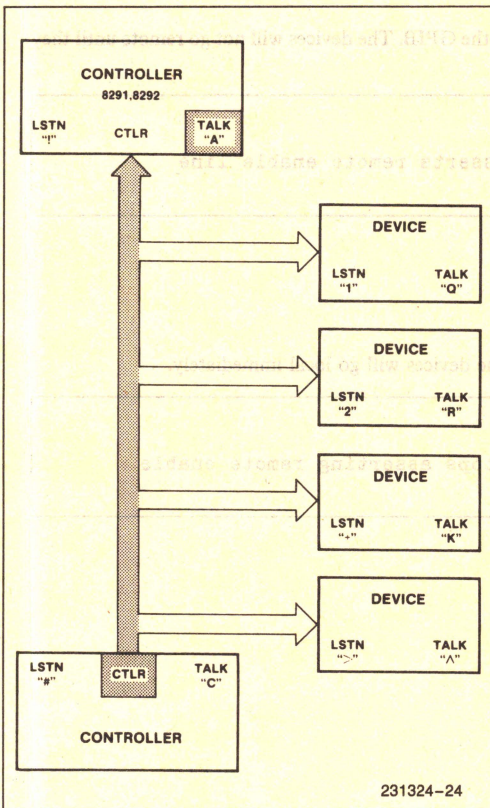 the GPIB. The devices will not go remote until the
CONTROLLER
8291,8292
LSTN CTLR TALK
"!" "A"
asserts remote enable line
DEVICE
LSTN TALK
"1" "Q"
DEVICE
devices will go local immediately.
LSTN TALK
"2" "R"
asserting remote enable
DEVICE
LSTN TALK
"+" "K"
DEVICE
LSTN TALK
">" "^"
LSTN CTLR TALK
"#" "C"
CONTROLLER
231324–24